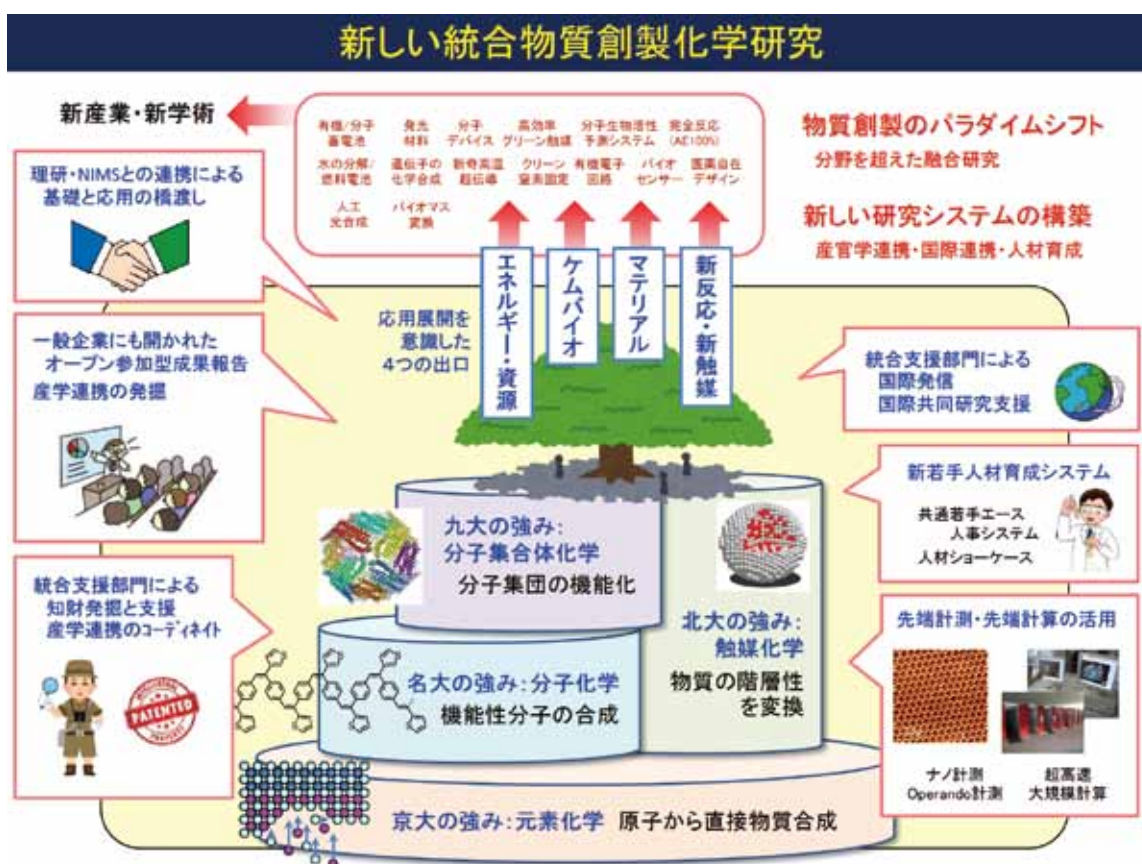 新しい統合物質創製化学研究
新産業・新学術
有機/分子
蓄電池
発光
材料
分子
デバイス
高効率
グリーン触媒
分子生物活性
予測システム
完全反応
(AE100%)
水の分解/
燃料電池
遺伝子の
化学合成
新奇高温
超伝導
クリーン
窒素固定
有機電子
回路
バイオ
センサー
医薬自在
デザイン
人工
光合成
バイオマス
変換
物質創製のパラダイムシフト
分野を超えた融合研究
新しい研究システムの構築
産官学連携・国際連携・人材育成
理研・NIMSとの連携による
基礎と応用の橋渡し
一般企業にも開かれた
オープン参加型成果報告
産学連携の発掘
統合支援部門による
知財発掘と支援
産学連携のコーディネイト
PATENTED
応用展開を
意識した
4つの出口
エネルギー・資源
ケムバイオ
マテリアル
新反応・新触媒
九大の強み:
分子集合体化学
分子集団の機能化
北大の強み:
触媒化学
物質の階層性
を変換
名大の強み:分子化学
機能性分子の合成
京大の強み:元素化学 原子から直接物質合成
統合支援部門による
国際発信
国際共同研究支援
新若手人材育成システム
共通若手エース
人事システム
人材ショーケース
先端計測・先端計算の活用
ナノ計測
Operando計測
超高速
大規模計算